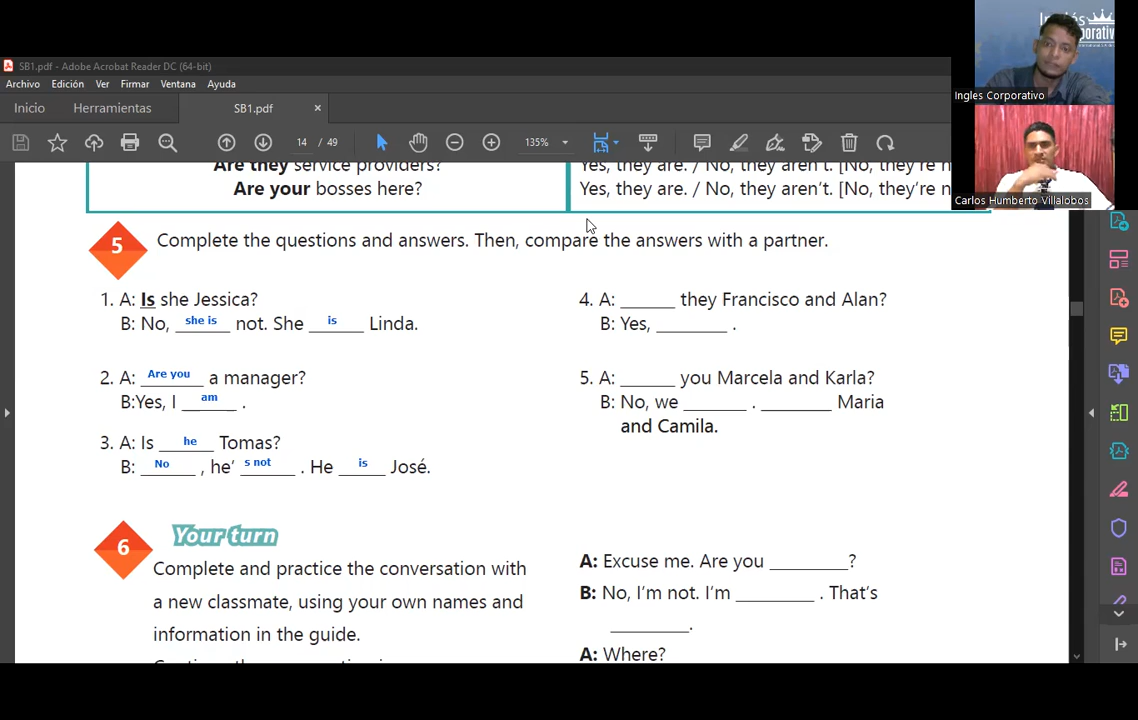 SB1.pdf - Adobe Acrobat Reader DC (64-bit)
Archivo Edición Ver Firmar Ventana Ayuda
Inicio Herramientas SB1.pdf ×
14 / 49 135%
Are they service providers?
Yes, they are. / No, they aren't. [No, they're n
Are your bosses here?
Yes, they are. / No, they aren't. [No, they're n
Ingles Corporativo
Carlos Humberto Villalobos
5 Complete the questions and answers. Then, compare the answers with a partner.
1. A: Is she Jessica?
B: No, she is not. She is Linda.
2. A: Are you a manager?
B:Yes, I am .
3. A: Is he Tomas?
B: No , he' s not . He is José.
4. A: ______ they Francisco and Alan?
B: Yes, ________ .
5. A: ______ you Marcela and Karla?
B: No, we _______ . ________ Maria
and Camila.
6 Your turn
Complete and practice the conversation with
a new classmate, using your own names and
information in the guide.
A: Excuse me. Are you _________?
B: No, I'm not. I'm _________ . That's
_________.
A: Where?